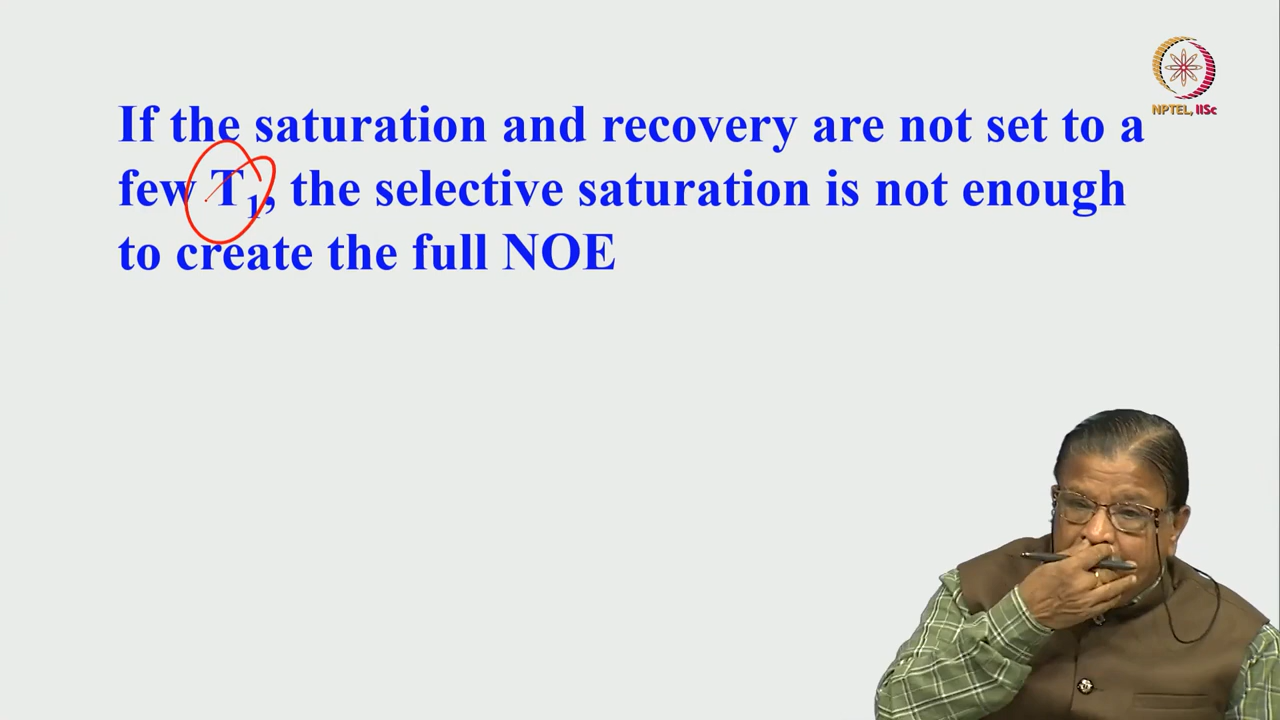 NPTEL, IISc
If the saturation and recovery are not set to a
few T₁, the selective saturation is not enough
to create the full NOE